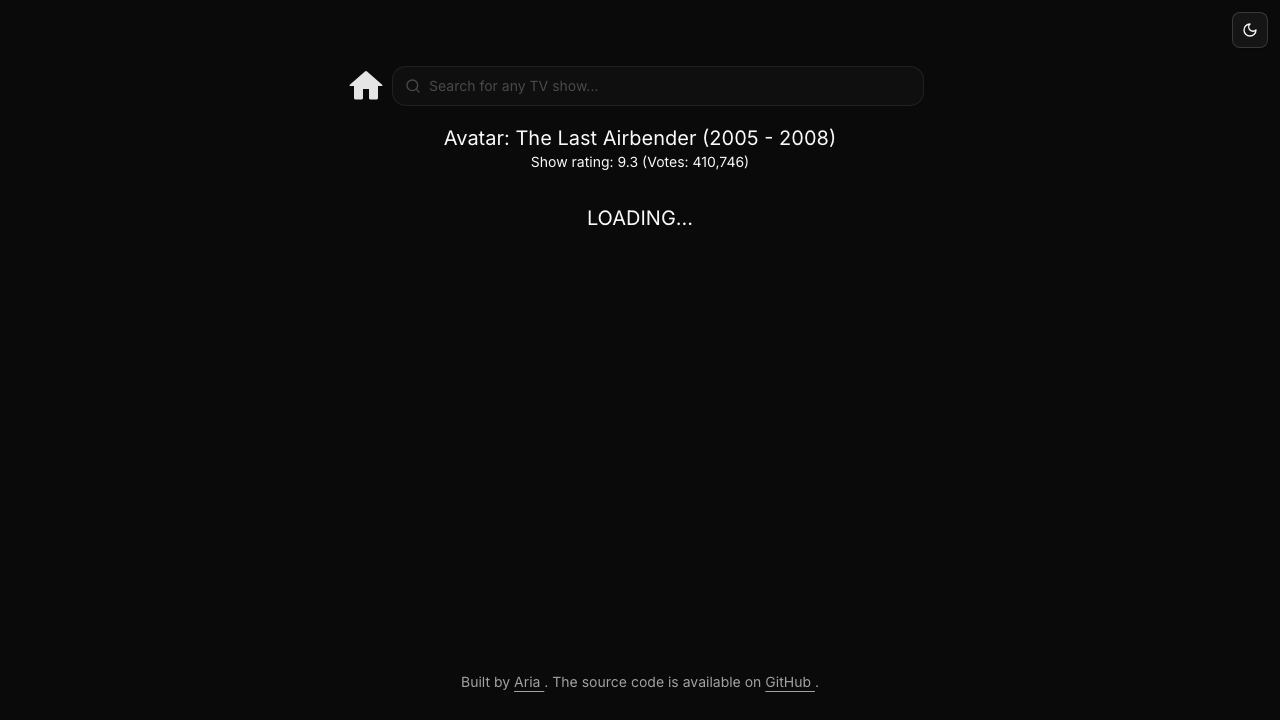 Search for any TV show...
Avatar: The Last Airbender (2005 - 2008)
Show rating: 9.3 (Votes: 410,746)
LOADING...
Built by Aria . The source code is available on GitHub .